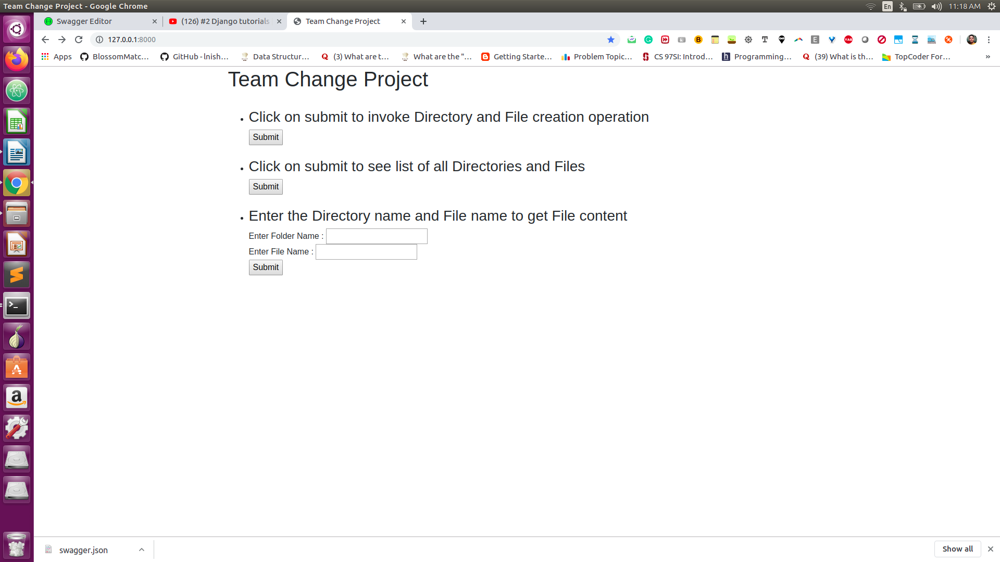 Team Change Project - Google Chrome
En
11:18 AM
Swagger Editor
(126) #2 Django tutorials
Team Change Project
127.0.0.1:8000
Apps
BlossomMatc...
GitHub - lnish...
Data Structur...
(3) What are t...
What are the "...
Getting Starte...
Problem Topic...
CS 97SI: Introd...
Programming...
(39) What is th...
TopCoder For...
»
Team Change Project
• Click on submit to invoke Directory and File creation operation
Submit
• Click on submit to see list of all Directories and Files
Submit
• Enter the Directory name and File name to get File content
Enter Folder Name :
Enter File Name :
Submit
swagger.json
Show all